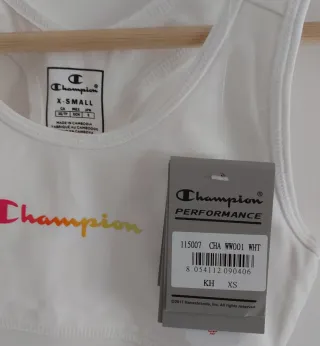 Champion
X-SMALL
MADE IN CAMBODIA
Champion
Champion
PERFORMANCE
115007 CHA WW001 WHT
8 054112 090406
KH XS